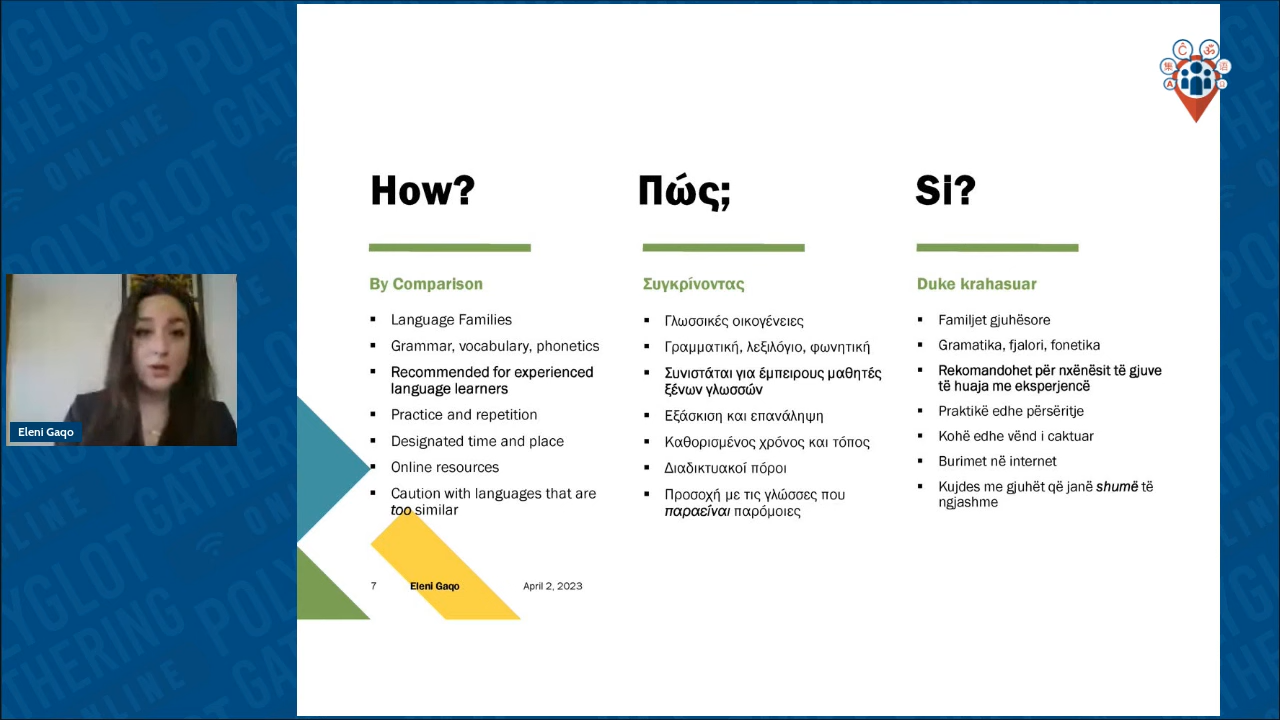 How?
By Comparison
Language Families
Grammar, vocabulary, phonetics
Recommended for experienced
language learners
Practice and repetition
Designated time and place
Online resources
Caution with languages that are
too similar
Πώς;
Συγκρίνοντας
Γλωσσικές οικογένειες
Γραμματική, λεξιλόγιο, φωνητική
Συνιστάται για έμπειρους μαθητές
ξένων γλωσσών
Εξάσκιση και επανάληψη
Καθορισμένος χρόνος και τόπος
Διαδικτυακοί πόροι
Προσοχή με τις γλώσσες που
παραείναι παρόμοιες
Si?
Duke krahasuar
Familjet gjuhësore
Gramatika, fjalori, fonetika
Rekomandohet për nxënësit të gjuve
të huaja me eksperjencë
Praktikë edhe përsëritje
Kohë edhe vënd i caktuar
Burimet në internet
Kujdes me gjuhët që janë shumë të
ngjashme
7 Eleni Gaqo April 2, 2023
Eleni Gaqo
POLYGLOT
GATHERING
ONLINE